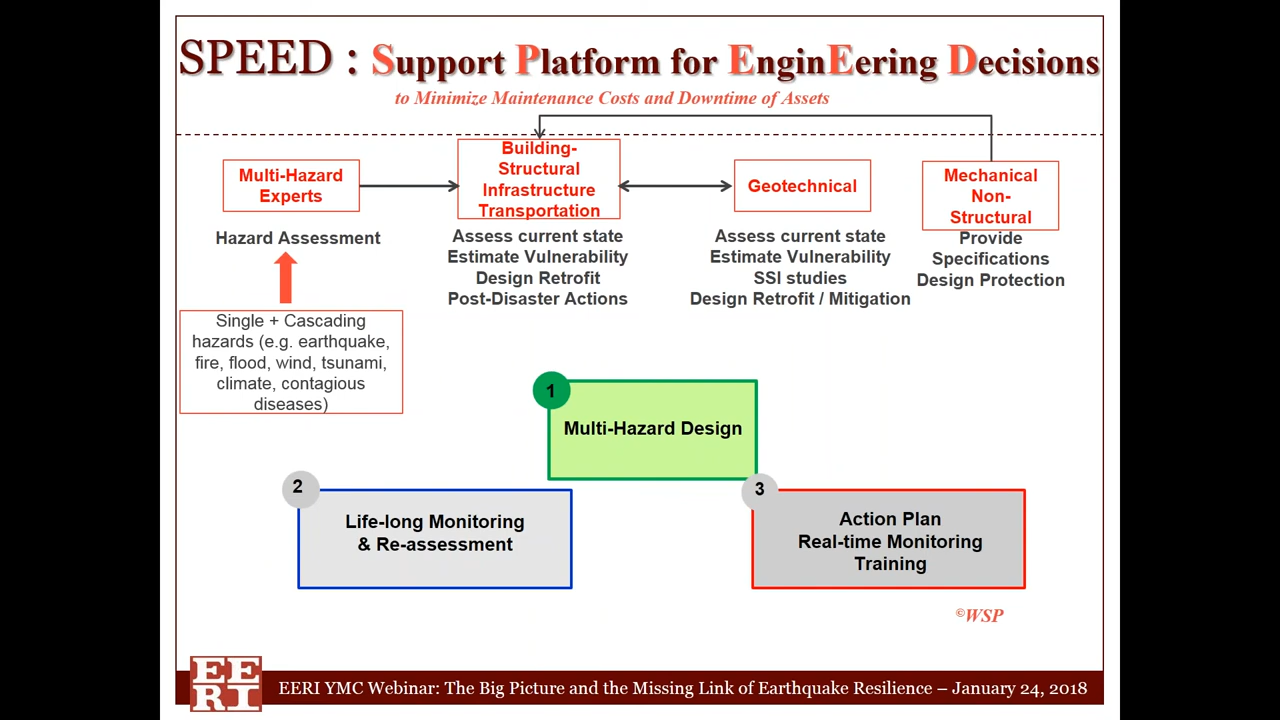 SPEED : Support Platform for EnginEering Decisions
to Minimize Maintenance Costs and Downtime of Assets
Multi-Hazard
Experts
Hazard Assessment
Single + Cascading
hazards (e.g. earthquake,
fire, flood, wind, tsunami,
climate, contagious
diseases)
Building-
Structural
Infrastructure
Transportation
Assess current state
Estimate Vulnerability
Design Retrofit
Post-Disaster Actions
Geotechnical
Assess current state
Estimate Vulnerability
SSI studies
Design Retrofit / Mitigation
Mechanical
Non-
Structural
Provide
Specifications
Design Protection
1
Multi-Hazard Design
2
Life-long Monitoring
& Re-assessment
3
Action Plan
Real-time Monitoring
Training
©WSP
EE
RI
EERI YMC Webinar: The Big Picture and the Missing Link of Earthquake Resilience – January 24, 2018